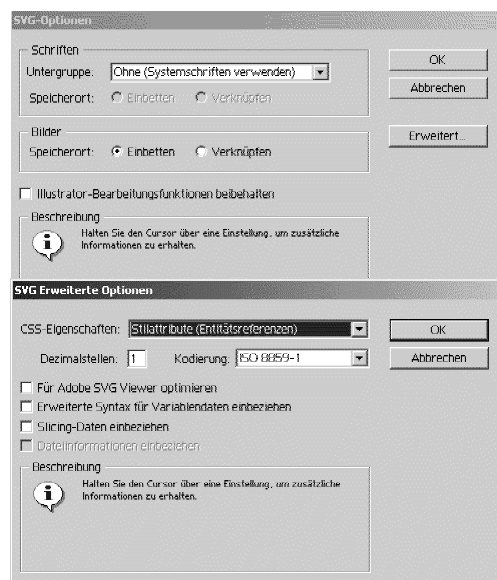 SVG-Optionen
Schriften
Untergruppe: Ohne (Systemschriften verwenden)
Speicherort: Einbetten Verknüpfen
OK
Abbrechen
Bilder
Speicherort: Einbetten Verknüpfen
Erweitert...
Illustrator-Bearbeitungsfunktionen beibehalten
Beschreibung
Halten Sie den Cursor über eine Einstellung, um zusätzliche
Informationen zu erhalten.
SVG Erweiterte Optionen
CSS-Eigenschaften: Stilattribute (Entitätsreferenzen)
OK
Dezimalstellen: 1 Kodierung: ISO 8859-1
Abbrechen
Für Adobe SVG Viewer optimieren
Erweiterte Syntax für Variablendaten einbeziehen
Slicing-Daten einbeziehen
Dateiinformationen einbeziehen
Beschreibung
Halten Sie den Cursor über eine Einstellung, um zusätzliche
Informationen zu erhalten.